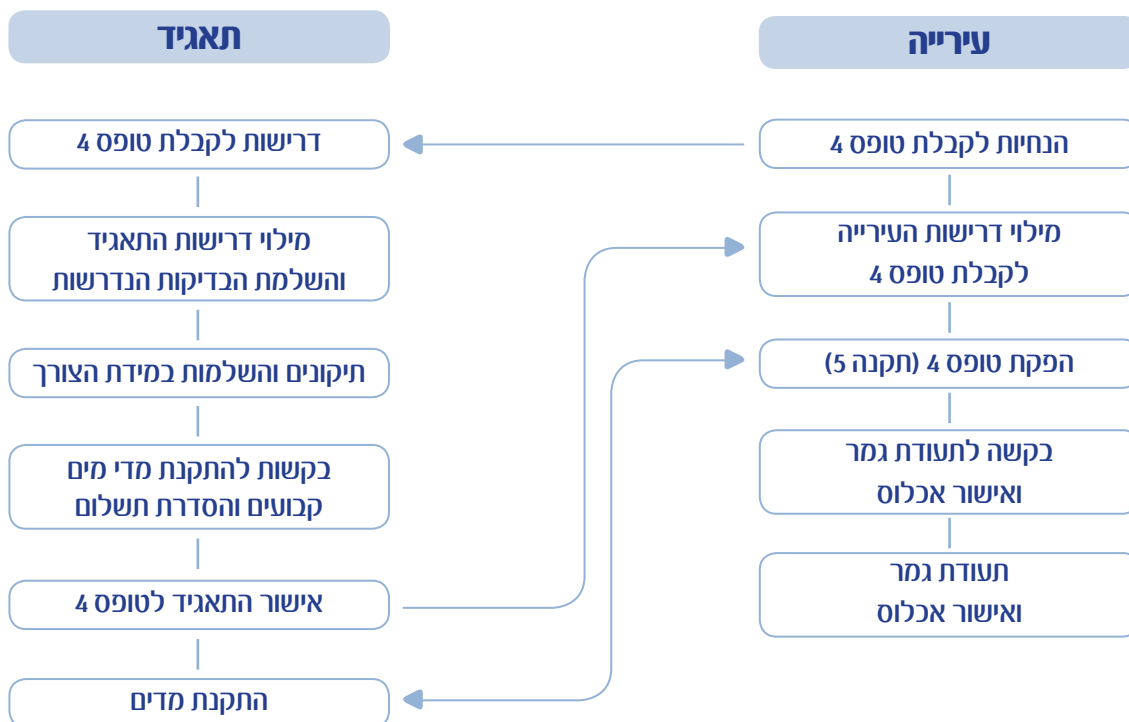 עירייה
הנחיות לקבלת טופס 4
מילוי דרישות העירייה
לקבלת טופס 4
הפקת טופס 4 (תקנה 5)
בקשה לתעודת גמר
ואישור אכלוס
תעודת גמר
ואישור אכלוס
תאגיד
דרישות לקבלת טופס 4
מילוי דרישות התאגיד
והשלמת הבדיקות הנדרשות
תיקונים והשלמות במידת הצורך
בקשות להתקנת מדי מים
קבועים והסדרת תשלום
אישור התאגיד לטופס 4
התקנת מדים